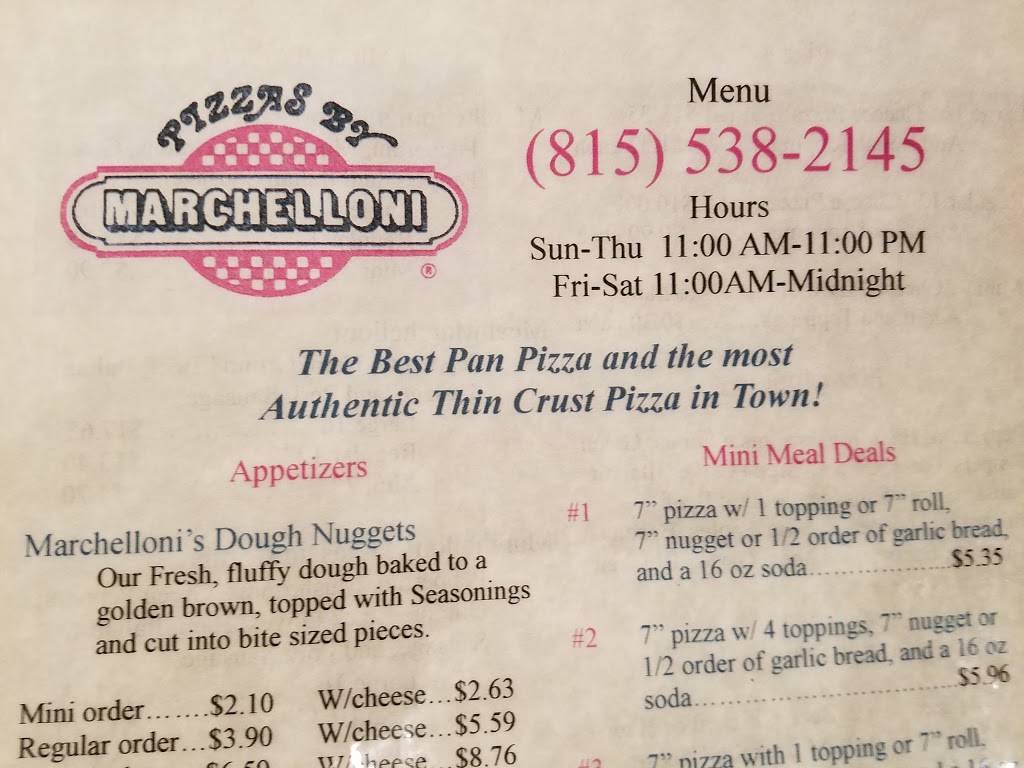 PIZZAS BY
MARCHELLONI
®
Menu
(815) 538-2145
Hours
Sun-Thu 11:00 AM-11:00 PM
Fri-Sat 11:00AM-Midnight
The Best Pan Pizza and the most
Authentic Thin Crust Pizza in Town!
Appetizers
Marchelloni's Dough Nuggets
Our Fresh, fluffy dough baked to a
golden brown, topped with Seasonings
and cut into bite sized pieces.
Mini order.......$2.10 W/cheese...$2.63
Regular order...$3.90 W/cheese...$5.59
W/cheese...$8.76
Mini Meal Deals
#1 7" pizza w/ 1 topping or 7" roll,
7" nugget or 1/2 order of garlic bread,
and a 16 oz soda....................$5.35
#2 7" pizza w/ 4 toppings, 7" nugget or
1/2 order of garlic bread, and a 16 oz
soda......................................$5.96
7" pizza with 1 topping or 7" roll,